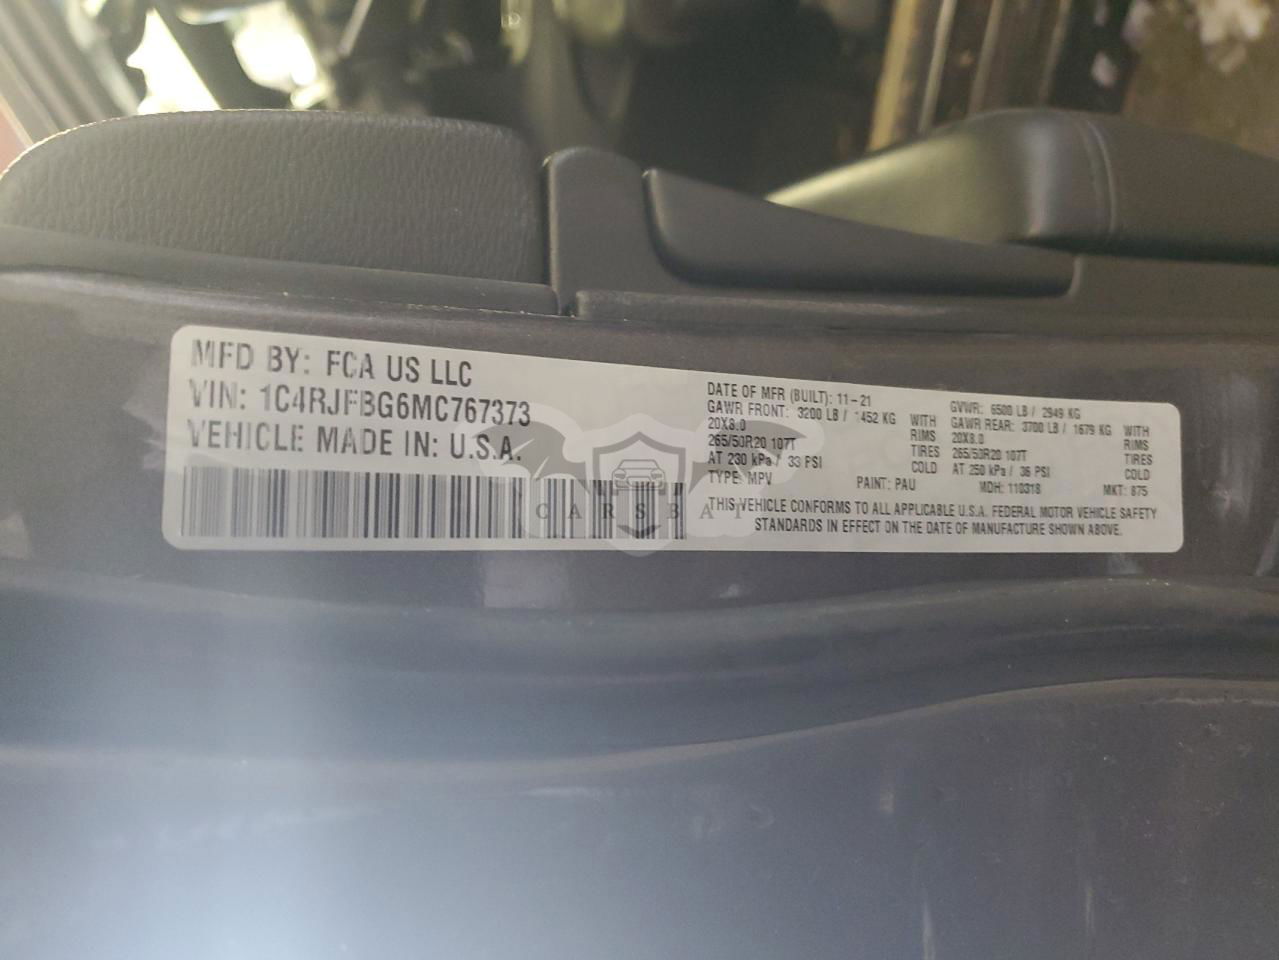 MFD BY: FCA US LLC
VIN: 1C4RJFBG6MC767373
VEHICLE MADE IN: U.S.A.
DATE OF MFR (BUILT): 11-21
GAWR FRONT: 3200 LB / 1452 KG WITH
20X8.0 RIMS
265/50R20 107T TIRES
AT 230 kPa / 33 PSI COLD
TYPE: MPV
GVWR: 6500 LB / 2949 KG
GAWR REAR: 3700 LB / 1679 KG WITH
20X8.0 RIMS
265/50R20 107T TIRES
AT 250 kPa / 36 PSI COLD
PAINT: PAU MDH: 110318 MKT: 875
THIS VEHICLE CONFORMS TO ALL APPLICABLE U.S.A. FEDERAL MOTOR VEHICLE SAFETY
STANDARDS IN EFFECT ON THE DATE OF MANUFACTURE SHOWN ABOVE.